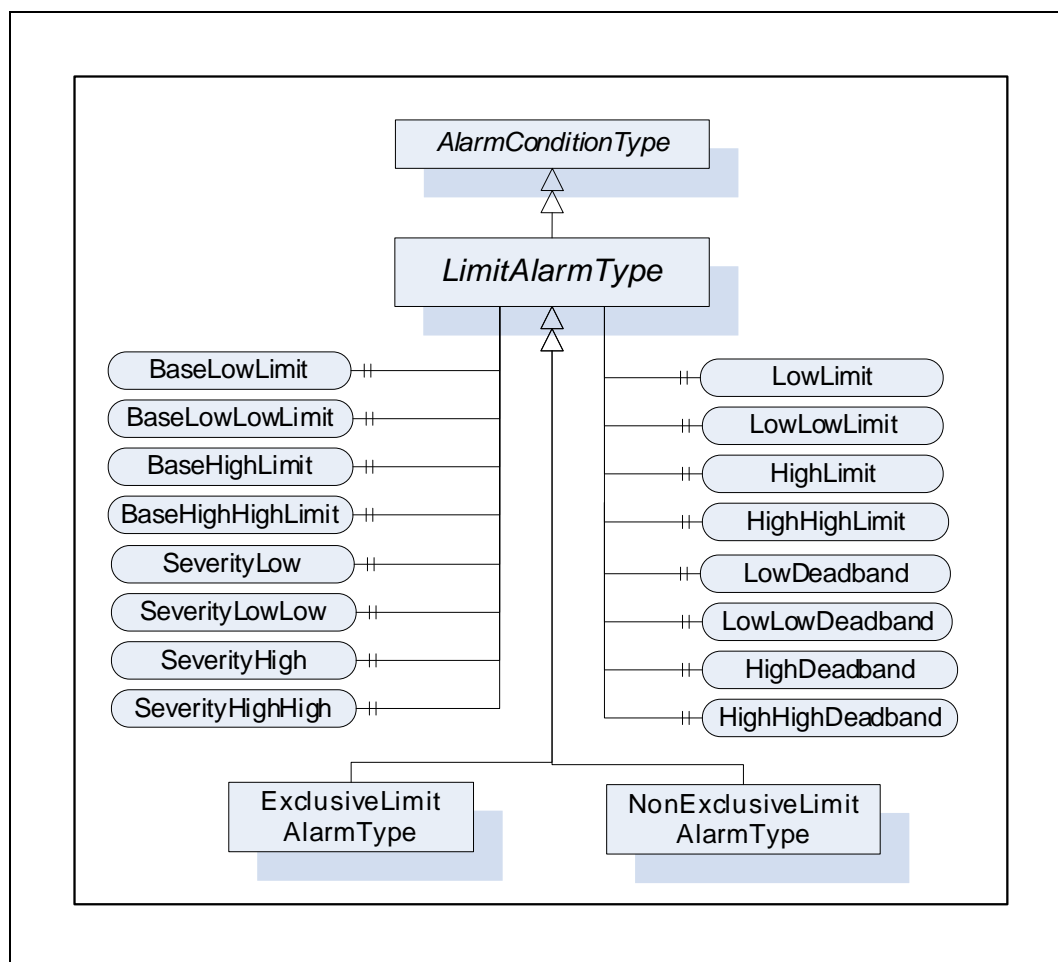 AlarmConditionType
LimitAlarmType
BaseLowLimit
BaseLowLowLimit
BaseHighLimit
BaseHighHighLimit
SeverityLow
SeverityLowLow
SeverityHigh
SeverityHighHigh
LowLimit
LowLowLimit
HighLimit
HighHighLimit
LowDeadband
LowLowDeadband
HighDeadband
HighHighDeadband
ExclusiveLimit
AlarmType
NonExclusiveLimit
AlarmType